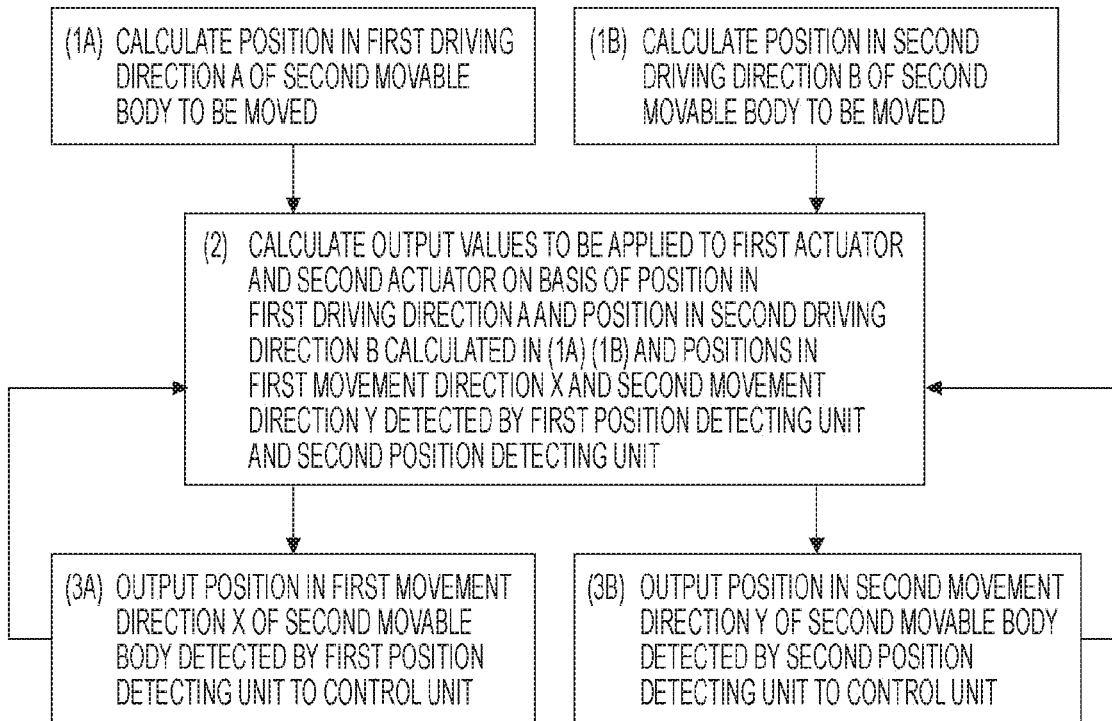 (1A) CALCULATE POSITION IN FIRST DRIVING
DIRECTION A OF SECOND MOVABLE
BODY TO BE MOVED
(1B) CALCULATE POSITION IN SECOND
DRIVING DIRECTION B OF SECOND
MOVABLE BODY TO BE MOVED
(2) CALCULATE OUTPUT VALUES TO BE APPLIED TO FIRST ACTUATOR
AND SECOND ACTUATOR ON BASIS OF POSITION IN
FIRST DRIVING DIRECTION A AND POSITION IN SECOND DRIVING
DIRECTION B CALCULATED IN (1A) (1B) AND POSITIONS IN
FIRST MOVEMENT DIRECTION X AND SECOND MOVEMENT
DIRECTION Y DETECTED BY FIRST POSITION DETECTING UNIT
AND SECOND POSITION DETECTING UNIT
(3A) OUTPUT POSITION IN FIRST MOVEMENT
DIRECTION X OF SECOND MOVABLE
BODY DETECTED BY FIRST POSITION
DETECTING UNIT TO CONTROL UNIT
(3B) OUTPUT POSITION IN SECOND MOVEMENT
DIRECTION Y OF SECOND MOVABLE BODY
DETECTED BY SECOND POSITION
DETECTING UNIT TO CONTROL UNIT